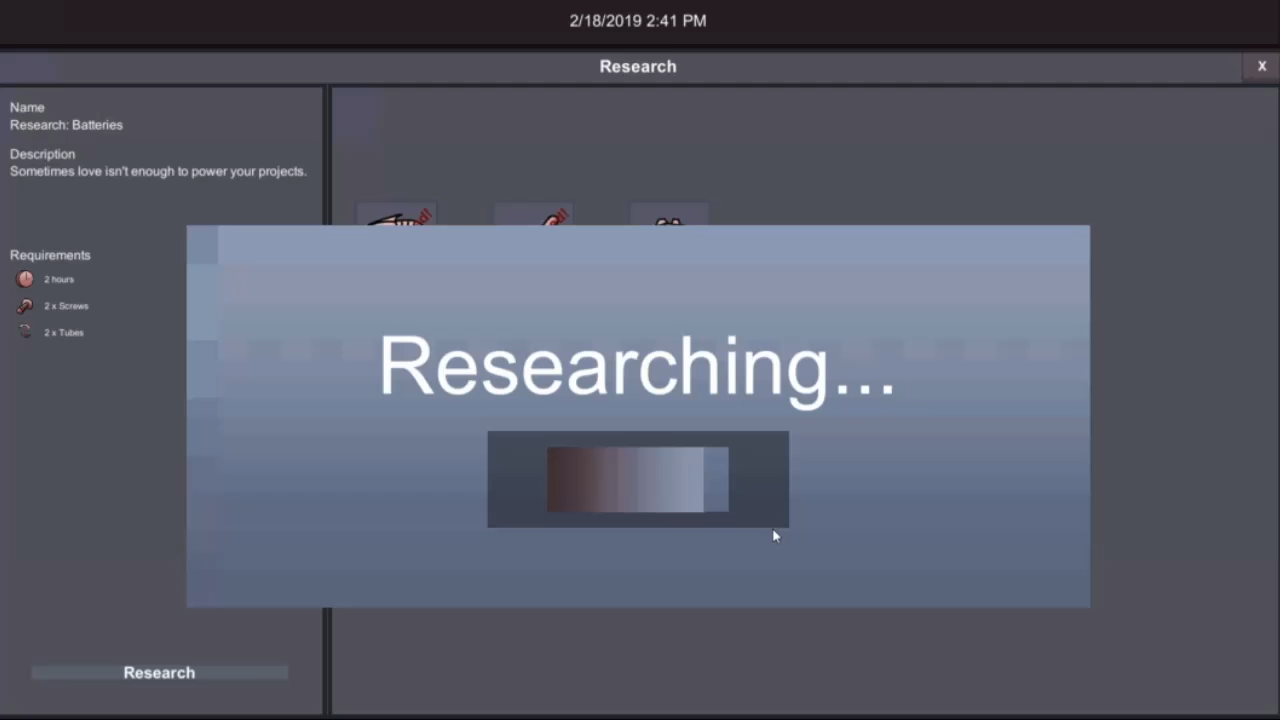 2/18/2019 2:41 PM
Research
X
Name
Research: Batteries
Description
Sometimes love isn't enough to power your projects.
Requirements
2 hours
2 x Screws
2 x Tubes
Researching...
Research